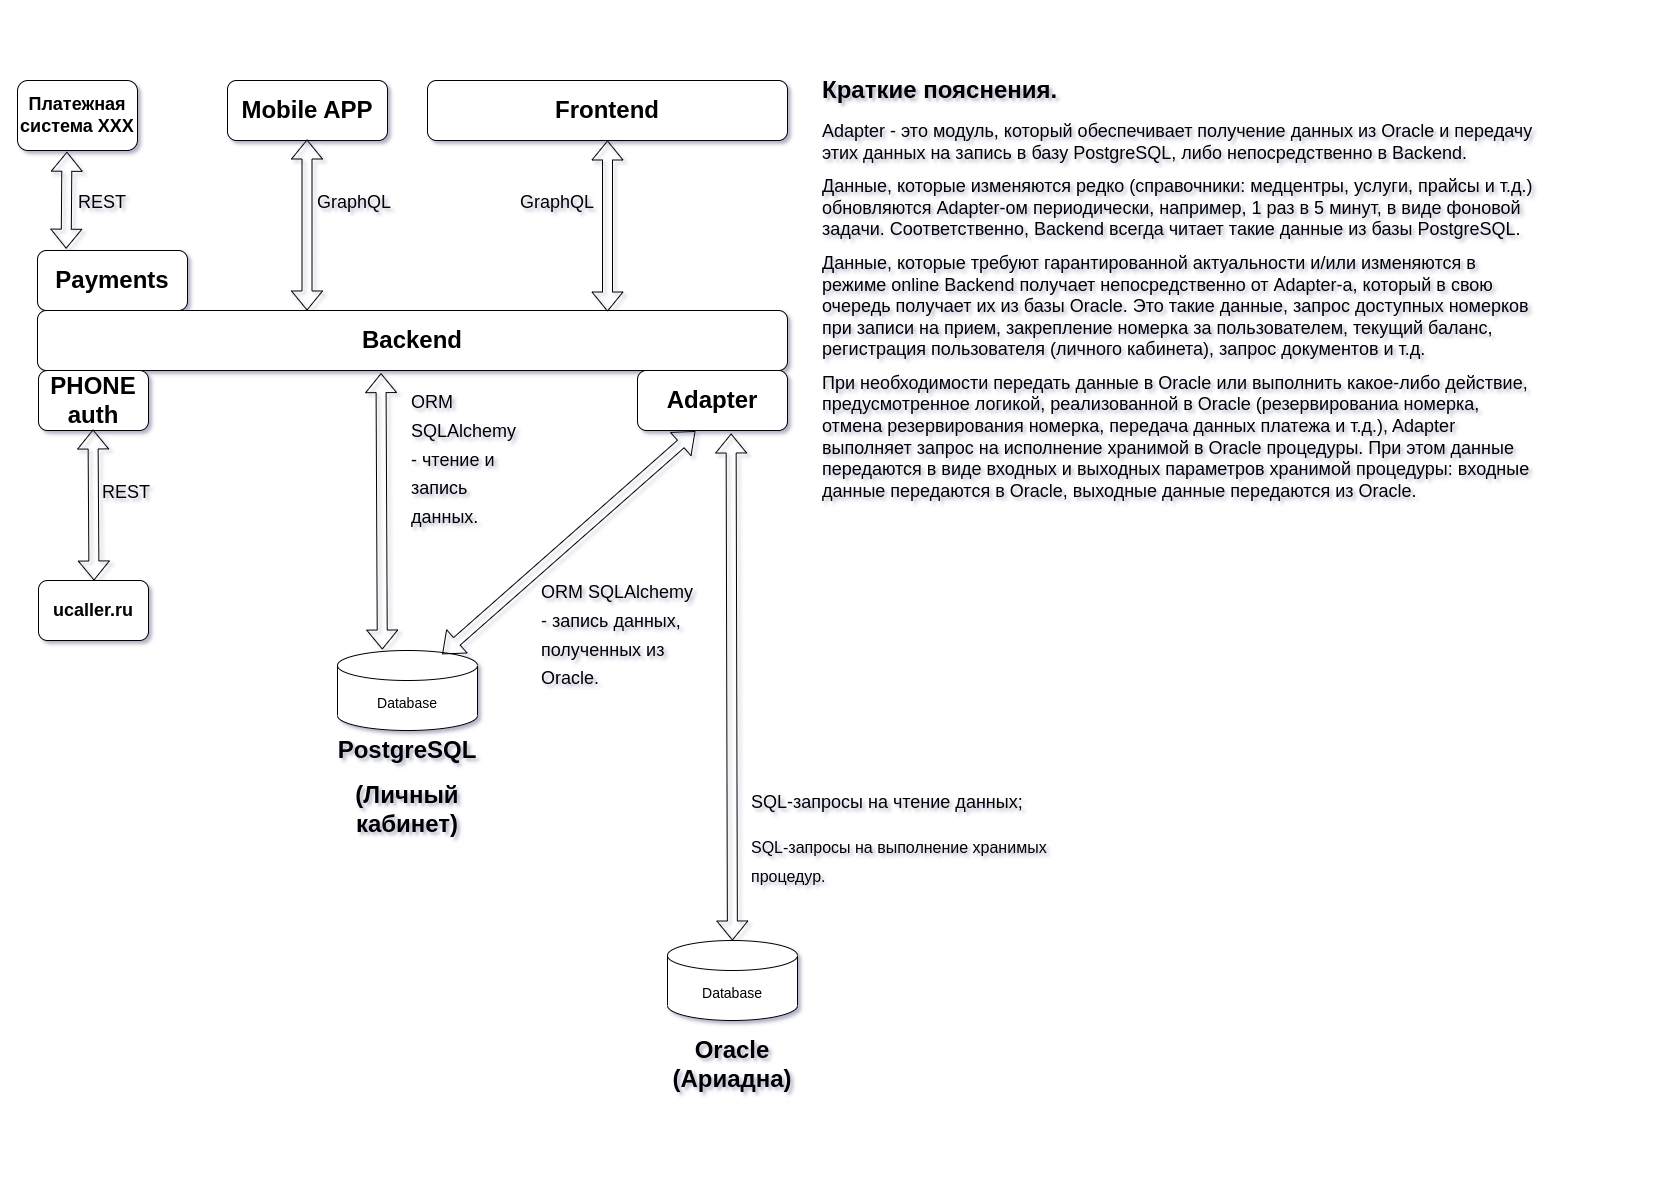 Платежная
система XXX
Mobile APP
Frontend
REST
GraphQL
GraphQL
Payments
Backend
PHONE
auth
Adapter
ORM
SQLAlchemy
- чтение и
запись
данных.
REST
ucaller.ru
ORM SQLAlchemy
- запись данных,
полученных из
Oracle.
Database
PostgreSQL
(Личный
кабинет)
SQL-запросы на чтение данных;
SQL-запросы на выполнение хранимых
процедур.
Database
Oracle
(Ариадна)
Краткие пояснения.
Adapter - это модуль, который обеспечивает получение данных из Oracle и передачу
этих данных на запись в базу PostgreSQL, либо непосредственно в Backend.
Данные, которые изменяются редко (справочники: медцентры, услуги, прайсы и т.д.)
обновляются Adapter-ом периодически, например, 1 раз в 5 минут, в виде фоновой
задачи. Соответственно, Backend всегда читает такие данные из базы PostgreSQL.
Данные, которые требуют гарантированной актуальности и/или изменяются в
режиме online Backend получает непосредственно от Adapter-а, который в свою
очередь получает их из базы Oracle. Это такие данные, запрос доступных номерков
при записи на прием, закрепление номерка за пользователем, текущий баланс,
регистрация пользователя (личного кабинета), запрос документов и т.д.
При необходимости передать данные в Oracle или выполнить какое-либо действие,
предусмотренное логикой, реализованной в Oracle (резервированиа номерка,
отмена резервирования номерка, передача данных платежа и т.д.), Adapter
выполняет запрос на исполнение хранимой в Oracle процедуры. При этом данные
передаются в виде входных и выходных параметров хранимой процедуры: входные
данные передаются в Oracle, выходные данные передаются из Oracle.